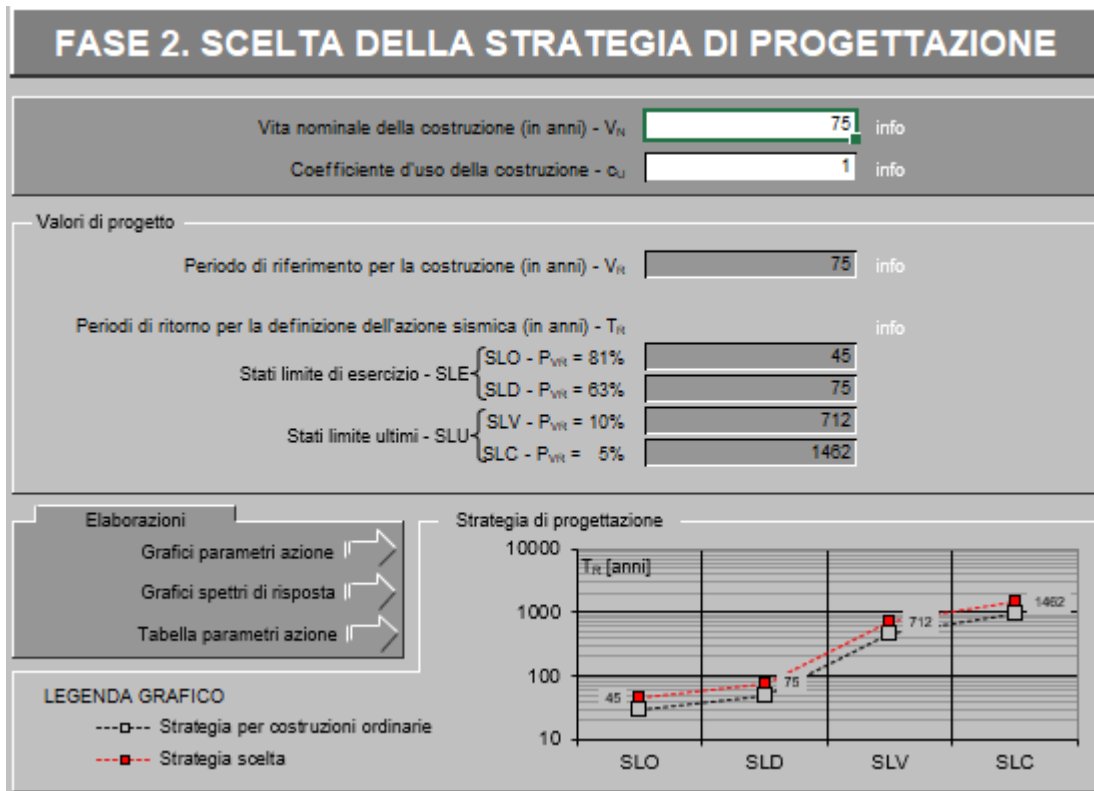 FASE 2. SCELTA DELLA STRATEGIA DI PROGETTAZIONE
Vita nominale della costruzione (in anni) - VN 75 info
Coefficiente d'uso della costruzione - cU 1 info
Valori di progetto
Periodo di riferimento per la costruzione (in anni) - VR 75 info
Periodi di ritorno per la definizione dell'azione sismica (in anni) - TR info
Stati limite di esercizio - SLE
SLO - PVR = 81% 45
SLD - PVR = 63% 75
Stati limite ultimi - SLU
SLV - PVR = 10% 712
SLC - PVR = 5% 1462
Elaborazioni
Grafici parametri azione
Grafici spettri di risposta
Tabella parametri azione
LEGENDA GRAFICO
Strategia per costruzioni ordinarie
Strategia scelta
Strategia di progettazione
TR [anni]
10000
1000
100
10
45
75
712
1462
SLO SLD SLV SLC